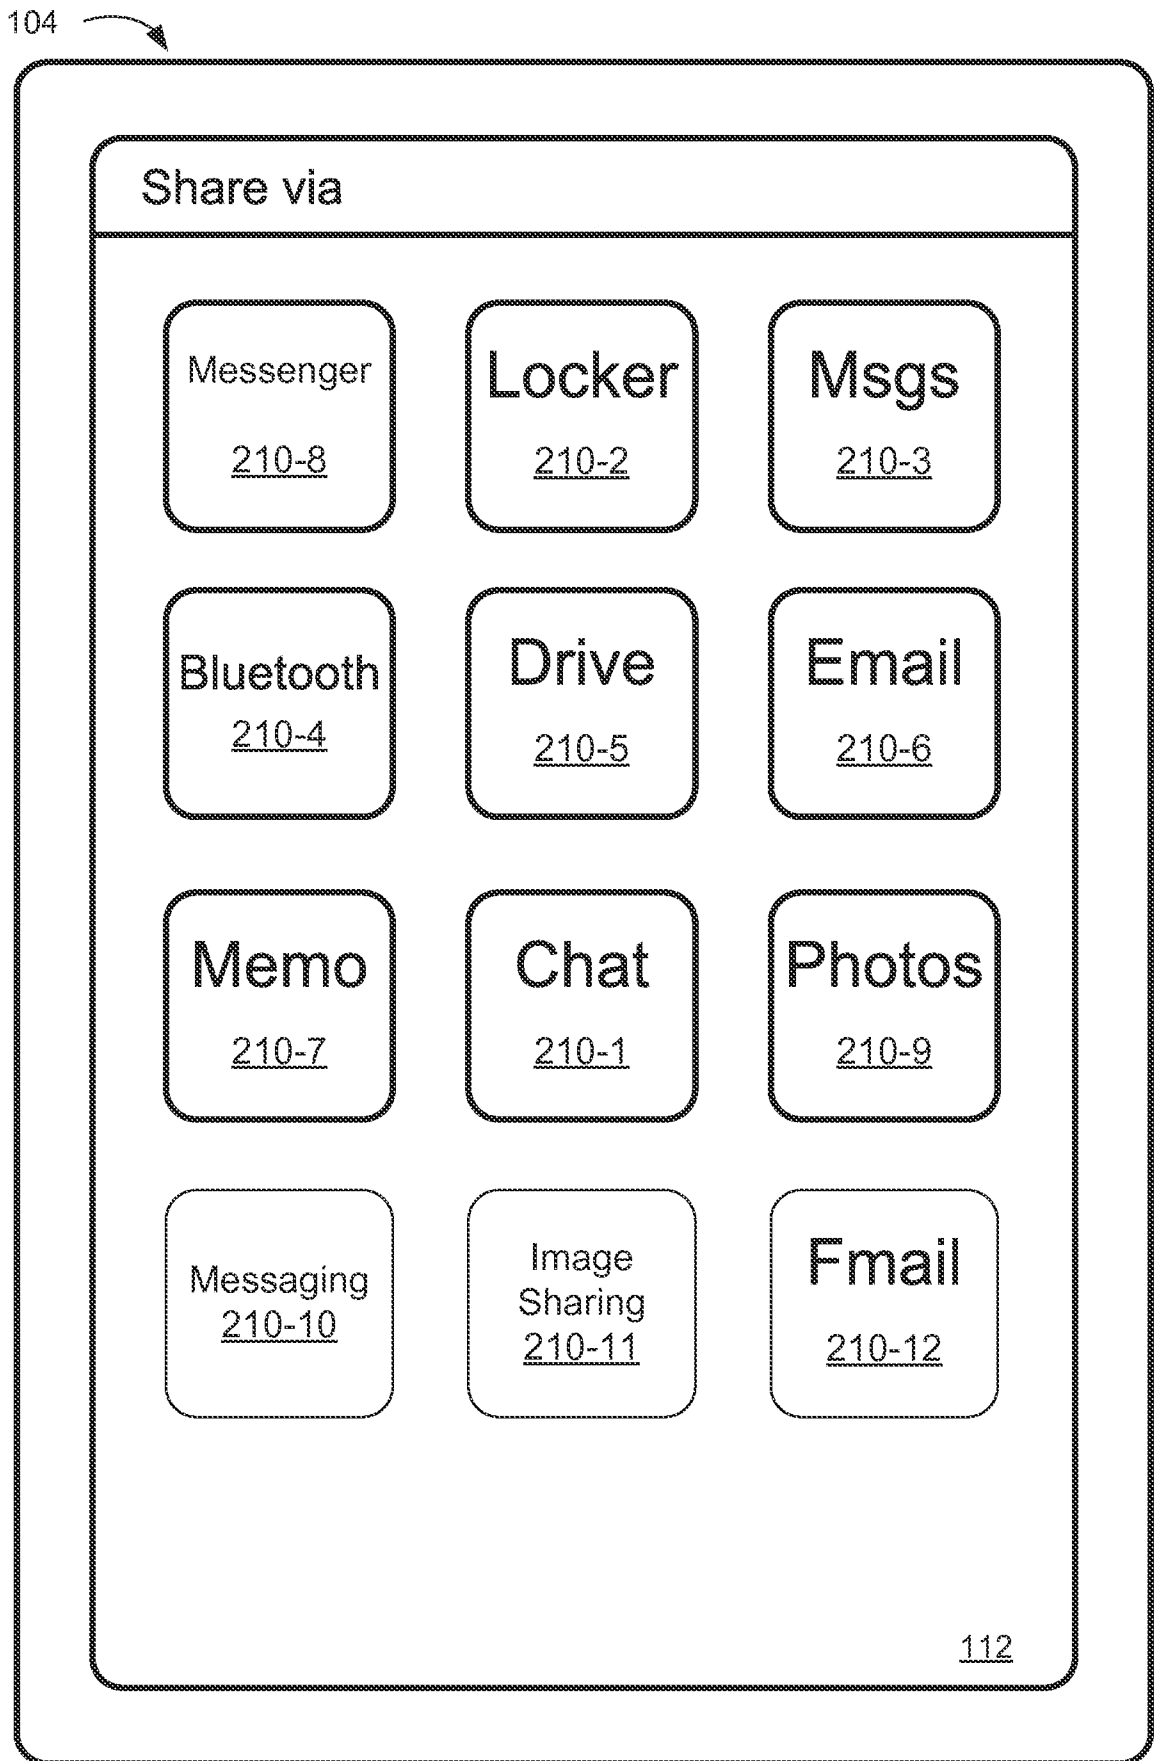 104
Share via
Messenger
210-8
Locker
210-2
Msgs
210-3
Bluetooth
210-4
Drive
210-5
Email
210-6
Memo
210-7
Chat
210-1
Photos
210-9
Messaging
210-10
Image
Sharing
210-11
Fmail
210-12
112